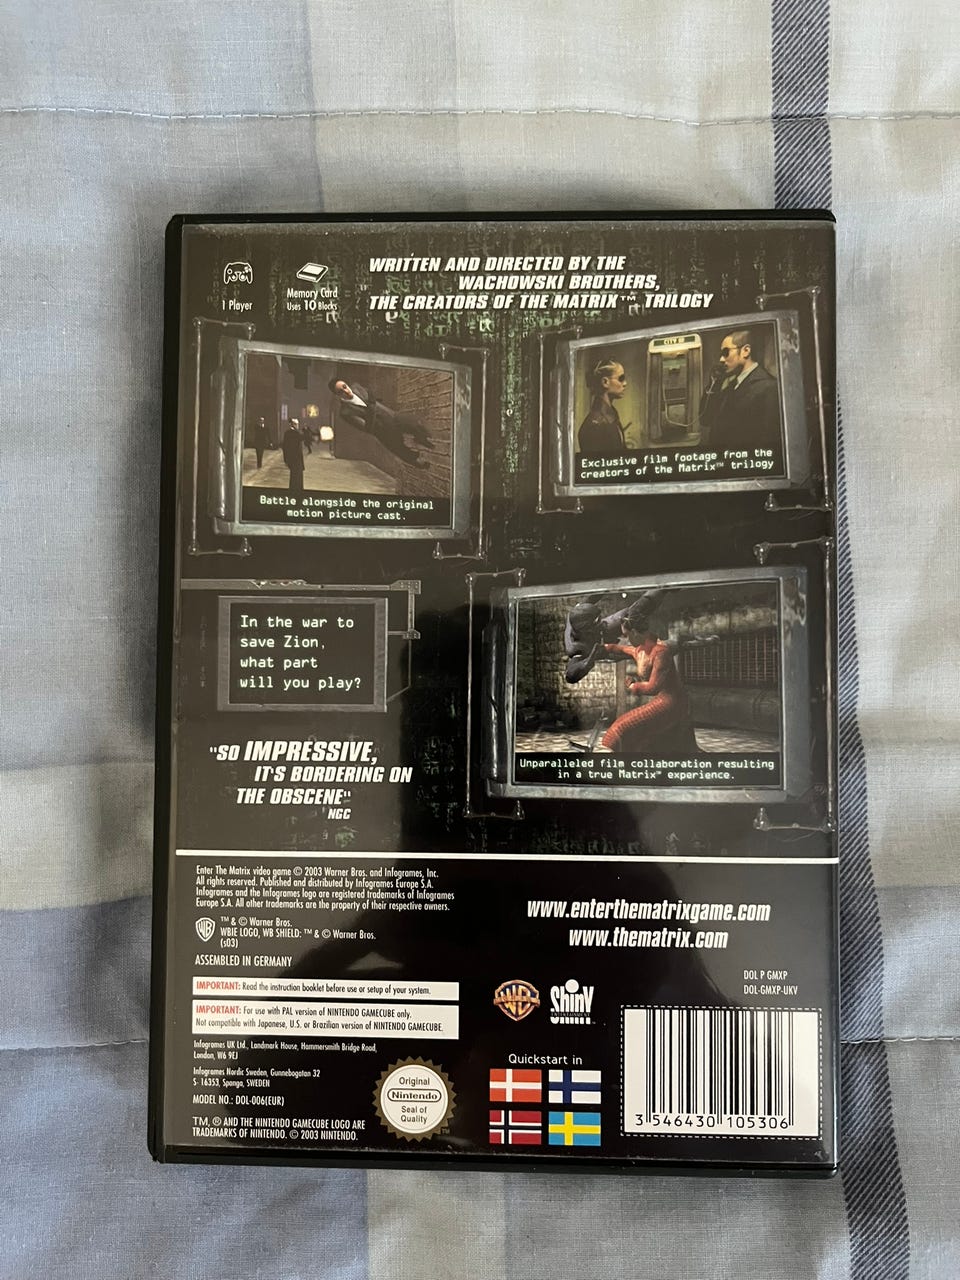 1 Player
Memory Card
Uses 10 Blocks
WRITTEN AND DIRECTED BY THE
WACHOWSKI BROTHERS,
THE CREATORS OF THE MATRIX™ TRILOGY
Battle alongside the original
motion picture cast.
CITY
Exclusive film footage from the
creators of the Matrix™ trilogy
In the war to
save Zion,
what part
will you play?
Unparalleled film collaboration resulting
in a true Matrix™ experience.
"SO IMPRESSIVE,
IT'S BORDERING ON
THE OBSCENE"
NGC
Enter The Matrix video game © 2003 Warner Bros. and Infogrames, Inc.
All rights reserved. Published and distributed by Infogrames Europe S.A.
Infogrames and the Infogrames logo are registered trademarks of Infogrames
Europe S.A. All other trademarks are the property of their respective owners.
WB
™ & © Warner Bros.
WBIE LOGO, WB SHIELD: ™ & © Warner Bros.
(s03)
ASSEMBLED IN GERMANY
IMPORTANT: Read the instruction booklet before use or setup of your system.
IMPORTANT: For use with PAL version of NINTENDO GAMECUBE only.
Not compatible with Japanese, U.S. or Brazilian version of NINTENDO GAMECUBE.
Infogrames UK Ltd., Landmark House, Hammersmith Bridge Road,
London, W6 9EJ
Infogrames Nordic Sweden, Gunnebogatan 32
S- 16353, Spanga, SWEDEN
MODEL NO.: DOL-006(EUR)
TM, ® AND THE NINTENDO GAMECUBE LOGO ARE
TRADEMARKS OF NINTENDO. © 2003 NINTENDO.
Original
Nintendo
Seal of
Quality
www.enterthematrixgame.com
www.thematrix.com
DOL P GMXP
DOL-GMXP-UKV
WB
Shiny
ENTERTAINMENT
Quickstart in
3 546430 105306